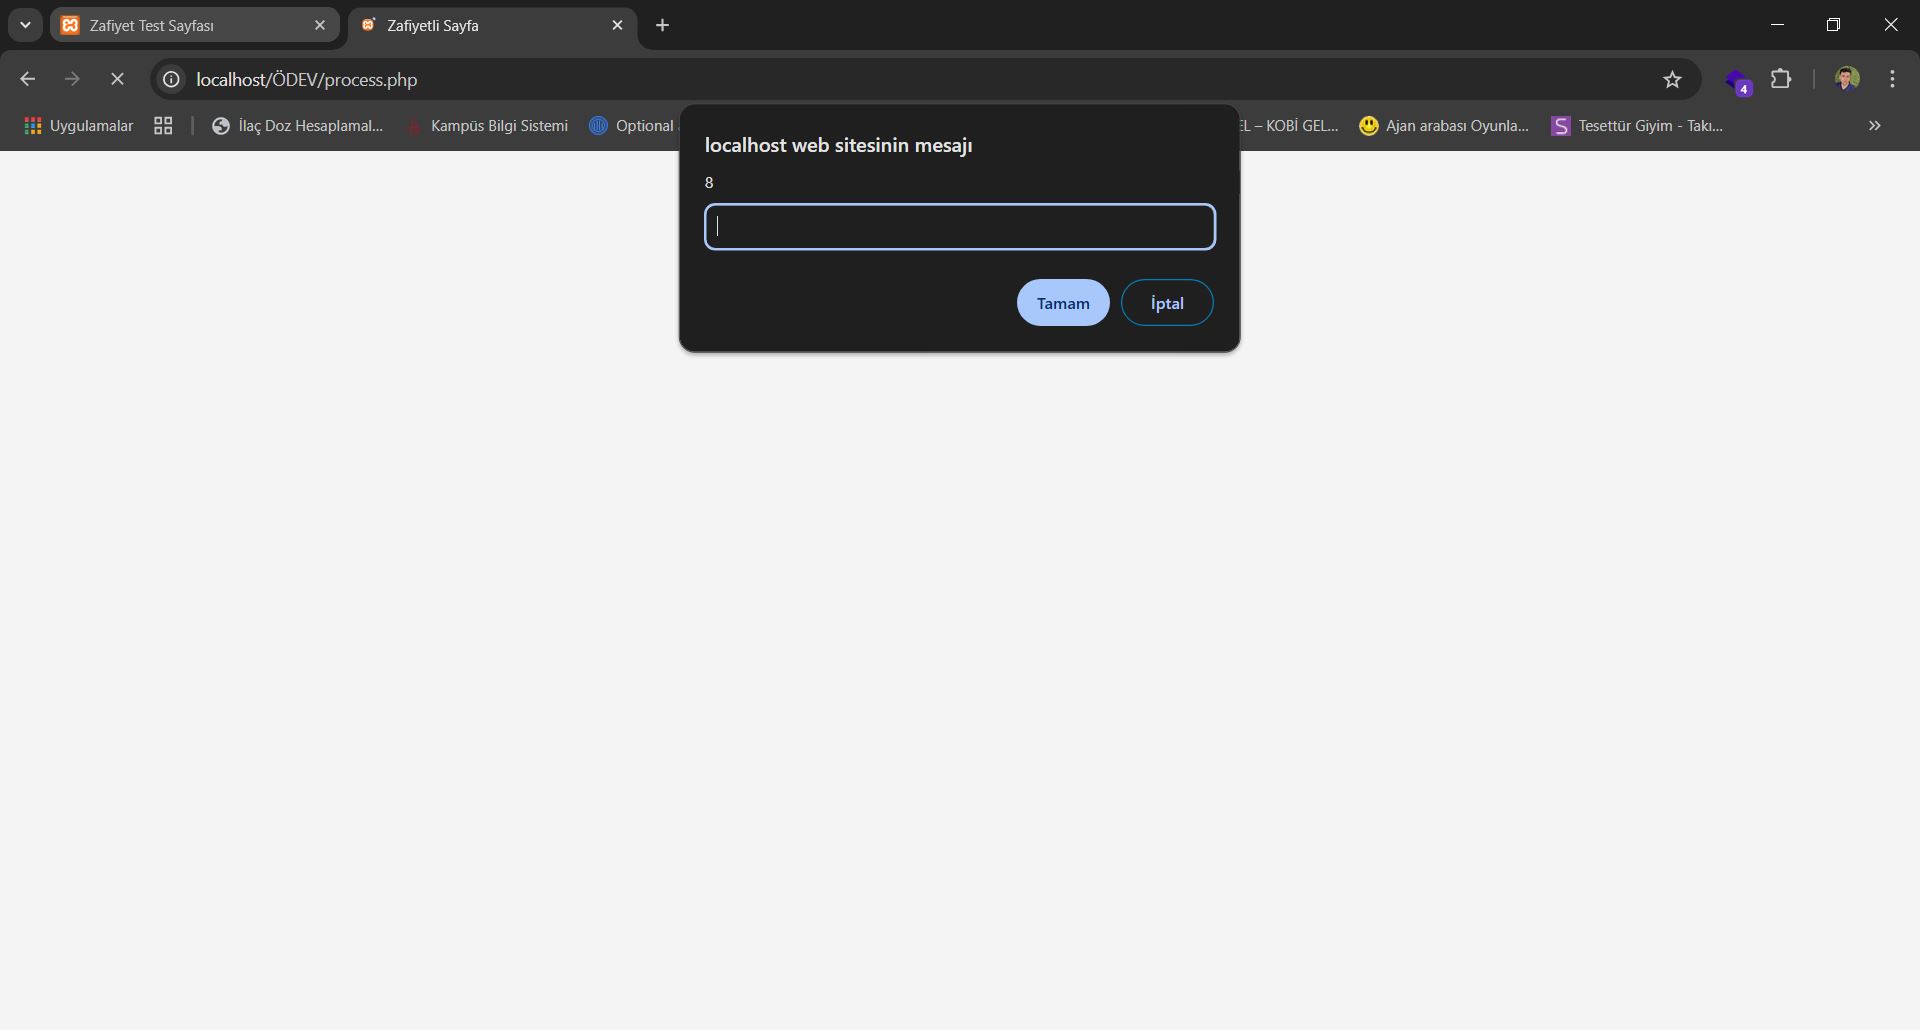 Zafiyet Test Sayfası
Zafiyetli Sayfa
localhost/ÖDEV/process.php
4
Uygulamalar
İlaç Doz Hesaplamal...
Kampüs Bilgi Sistemi
Optional
EL – KOBİ GEL...
Ajan arabası Oyunla...
S Tesettür Giyim - Takı...
localhost web sitesinin mesajı
8
Tamam
İptal